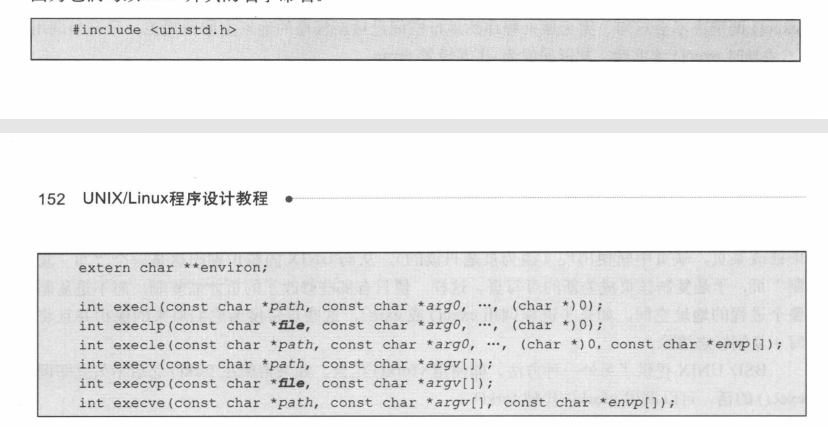 #include <unistd.h>
152 UNIX/Linux程序设计教程
extern char **environ;
int execl(const char *path, const char *arg0, …, (char *)0);
int execlp(const char *file, const char *arg0, …, (char *)0);
int execle(const char *path, const char *arg0, …, (char *)0, const char *envp[]);
int execv(const char *path, const char *argv[]);
int execvp(const char *file, const char *argv[]);
int execve(const char *path, const char *argv[], const char *envp[]);